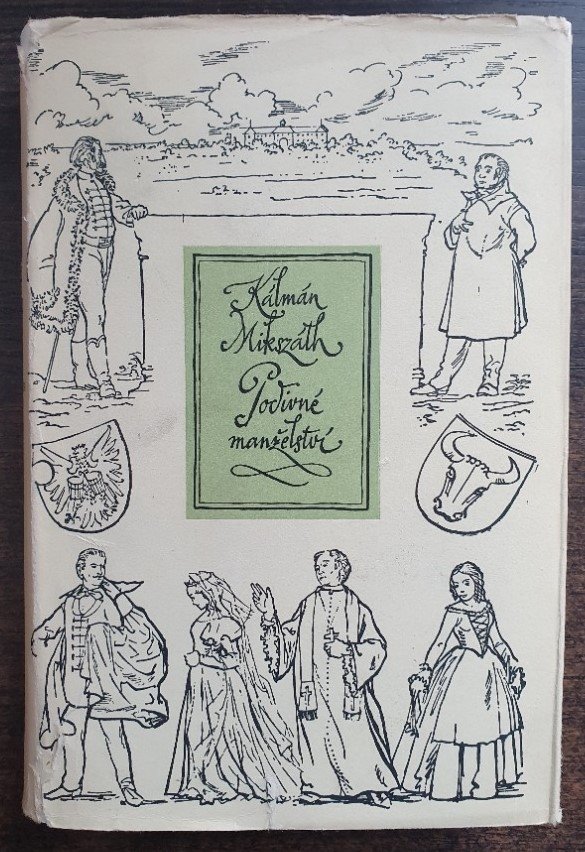 Kálmán
Mikszáth
Podivné
manželství